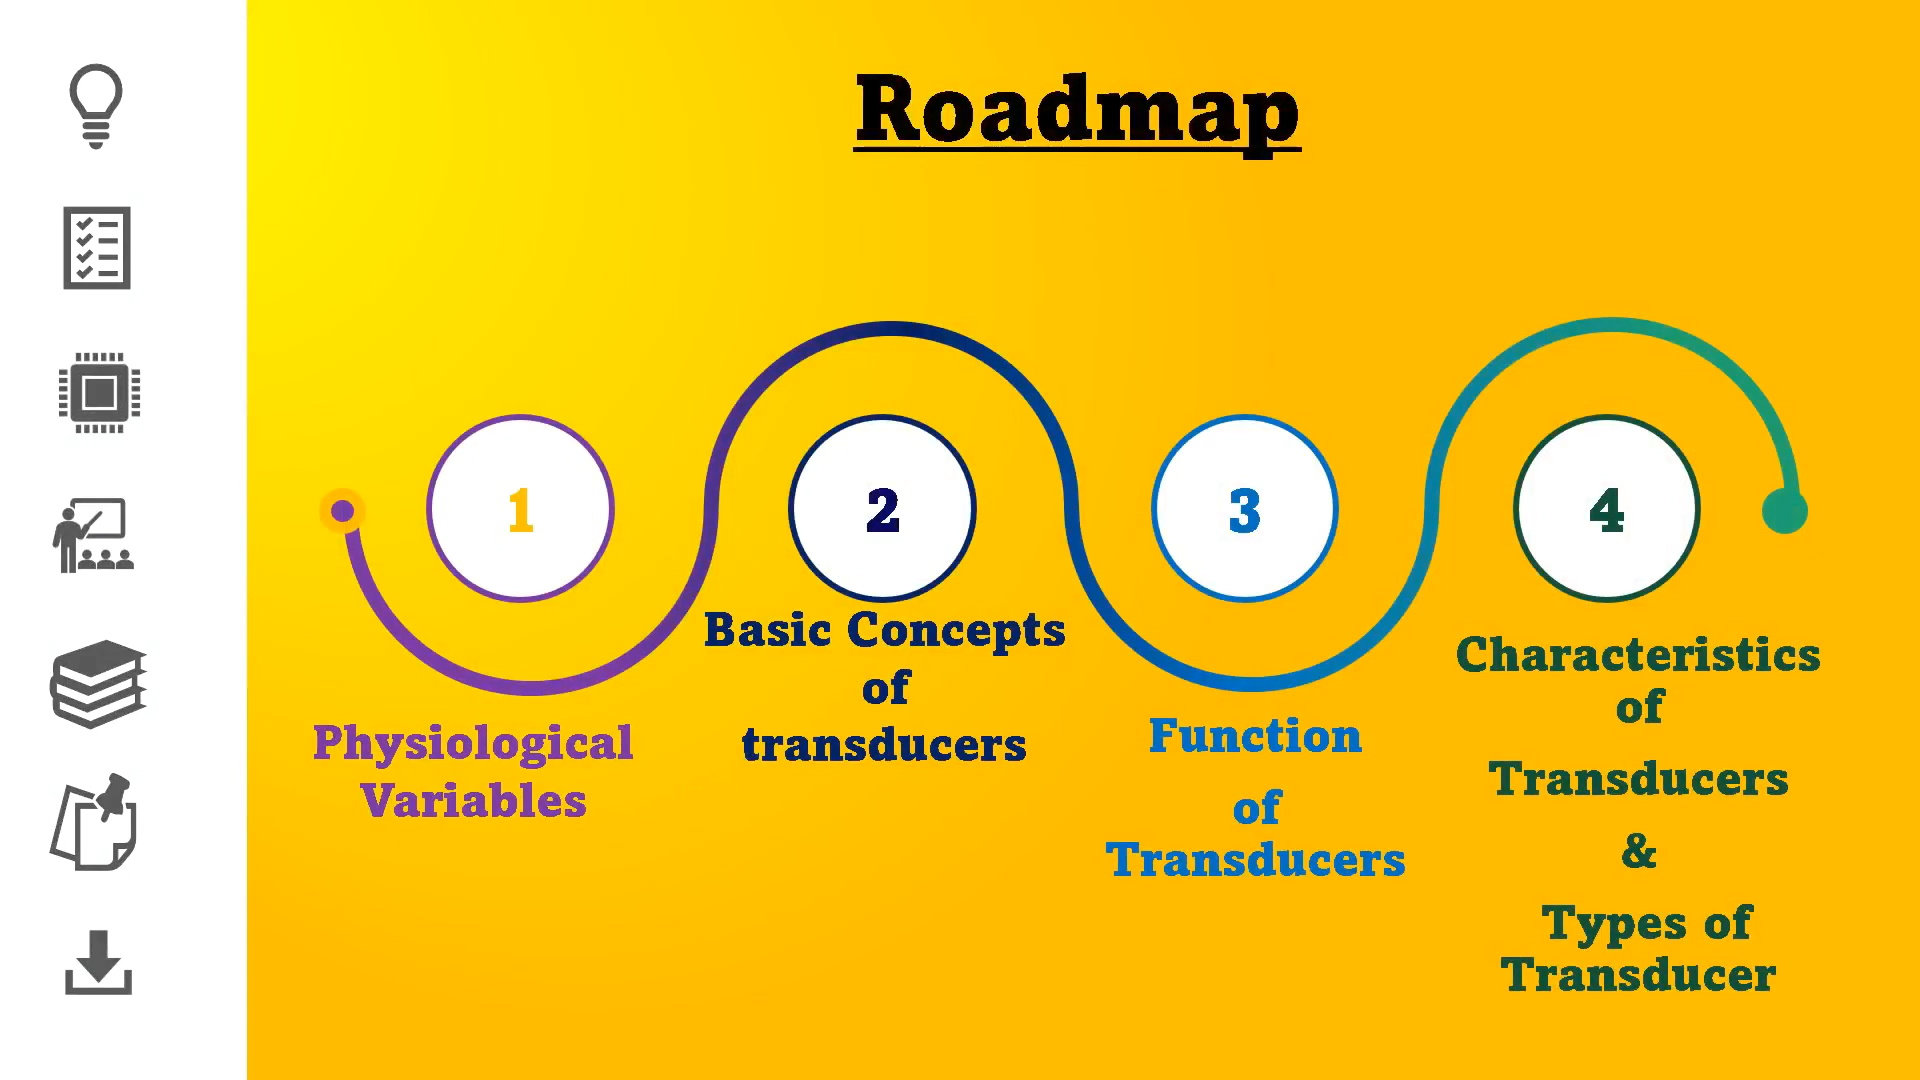 Roadmap
1
Physiological
Variables
2
Basic Concepts
of
transducers
3
Function
of
Transducers
4
Characteristics
of
Transducers
&
Types of
Transducer